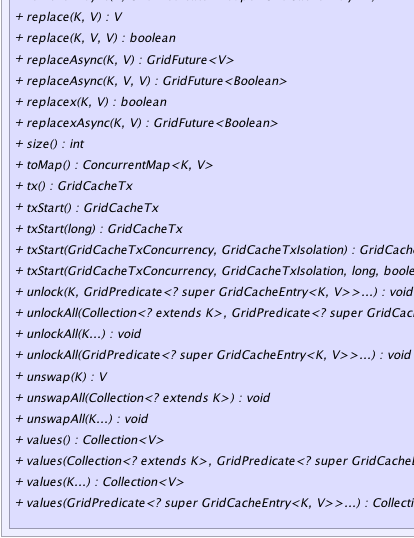 + replace(K, V) : V
+ replace(K, V, V) : boolean
+ replaceAsync(K, V) : GridFuture<V>
+ replaceAsync(K, V, V) : GridFuture<Boolean>
+ replacex(K, V) : boolean
+ replacexAsync(K, V) : GridFuture<Boolean>
+ size() : int
+ toMap() : ConcurrentMap<K, V>
+ tx() : GridCacheTx
+ txStart() : GridCacheTx
+ txStart(long) : GridCacheTx
+ txStart(GridCacheTxConcurrency, GridCacheTxIsolation) : GridCache
+ txStart(GridCacheTxConcurrency, GridCacheTxIsolation, long, boole
+ unlock(K, GridPredicate<? super GridCacheEntry<K, V>>...) : void
+ unlockAll(Collection<? extends K>, GridPredicate<? super GridCac
+ unlockAll(K...) : void
+ unlockAll(GridPredicate<? super GridCacheEntry<K, V>>...) : void
+ unswap(K) : V
+ unswapAll(Collection<? extends K>) : void
+ unswapAll(K...) : void
+ values() : Collection<V>
+ values(Collection<? extends K>, GridPredicate<? super GridCacheE
+ values(K...) : Collection<V>
+ values(GridPredicate<? super GridCacheEntry<K, V>>...) : Collecti